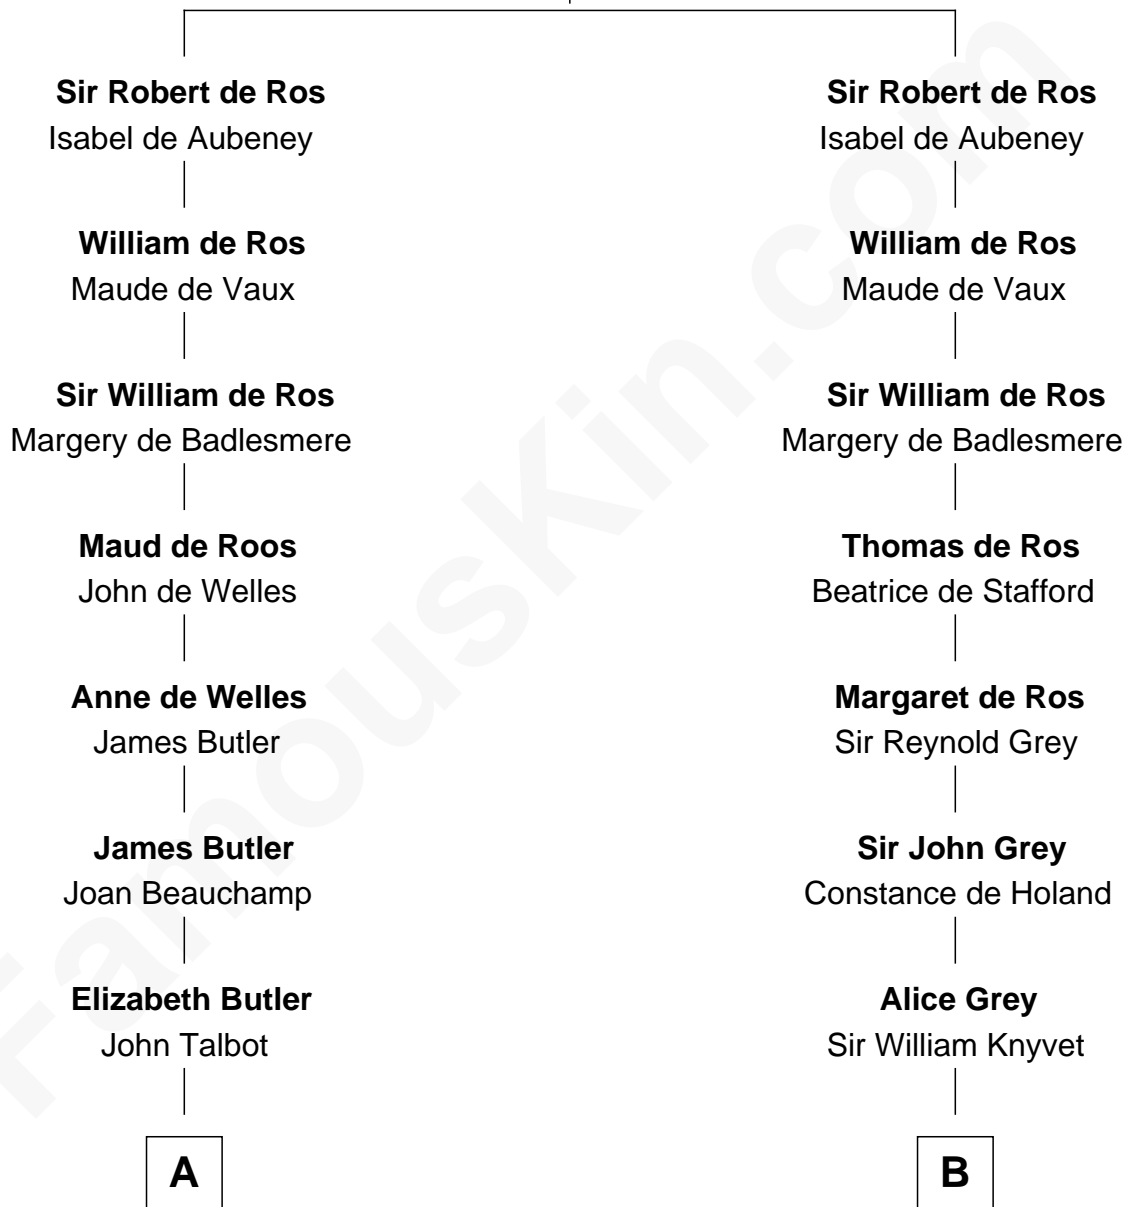 Sir Robert de Ros
Isabel de Aubeney
William de Ros
Maude de Vaux
Sir William de Ros
Margery de Badlesmere
Maud de Roos
John de Welles
Anne de Welles
James Butler
James Butler
Joan Beauchamp
Elizabeth Butler
John Talbot
A
Sir Robert de Ros
Isabel de Aubeney
William de Ros
Maude de Vaux
Sir William de Ros
Margery de Badlesmere
Thomas de Ros
Beatrice de Stafford
Margaret de Ros
Sir Reynold Grey
Sir John Grey
Constance de Holand
Alice Grey
Sir William Knyvet
B
FamousKin.com